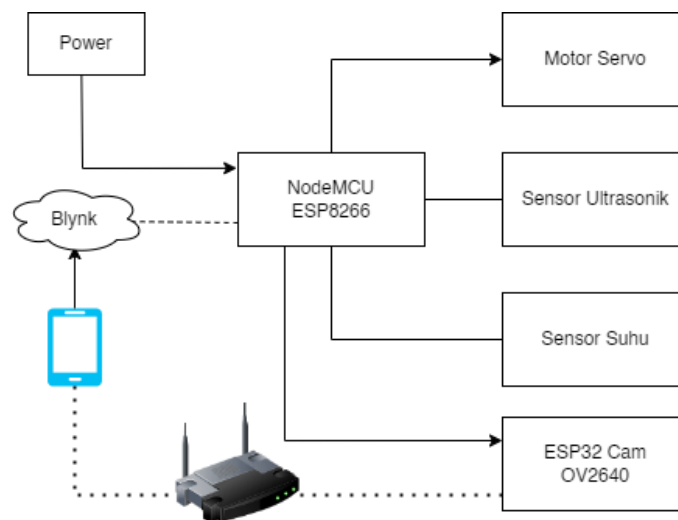 Power
Motor Servo
NodeMCU
ESP8266
Sensor Ultrasonik
Blynk
Sensor Suhu
ESP32 Cam
OV2640